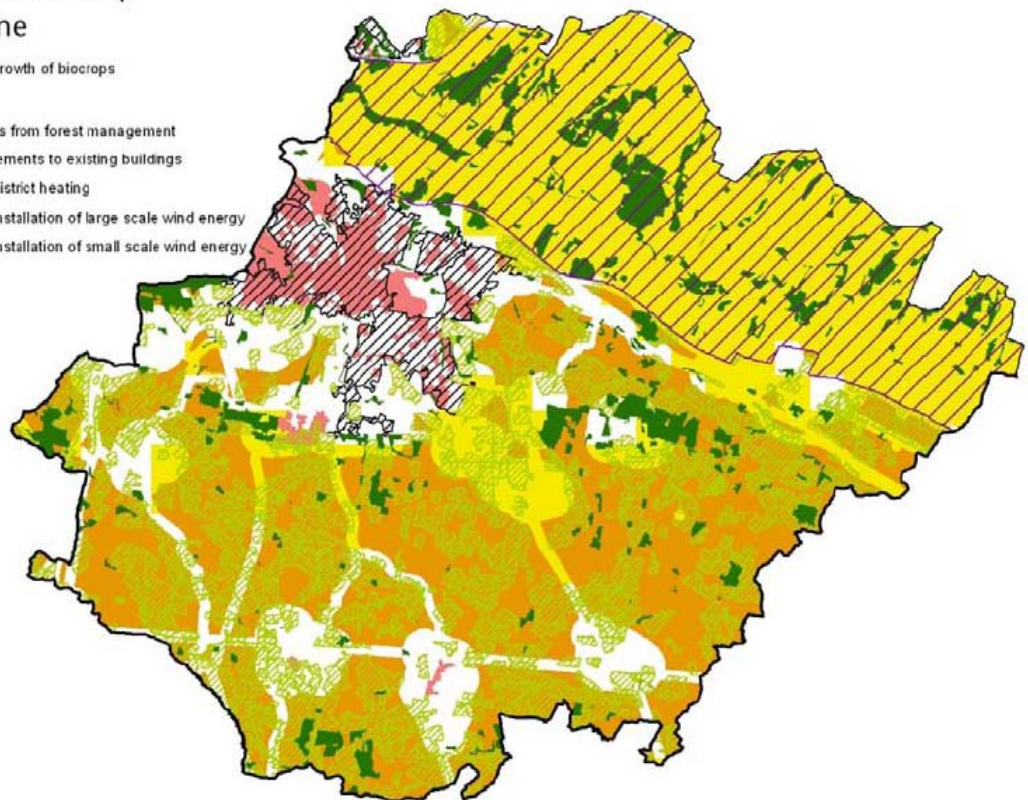 ne
rowth of biocrops
s from forest management
ements to existing buildings
istrict heating
nstallation of large scale wind energy
nstallation of small scale wind energy